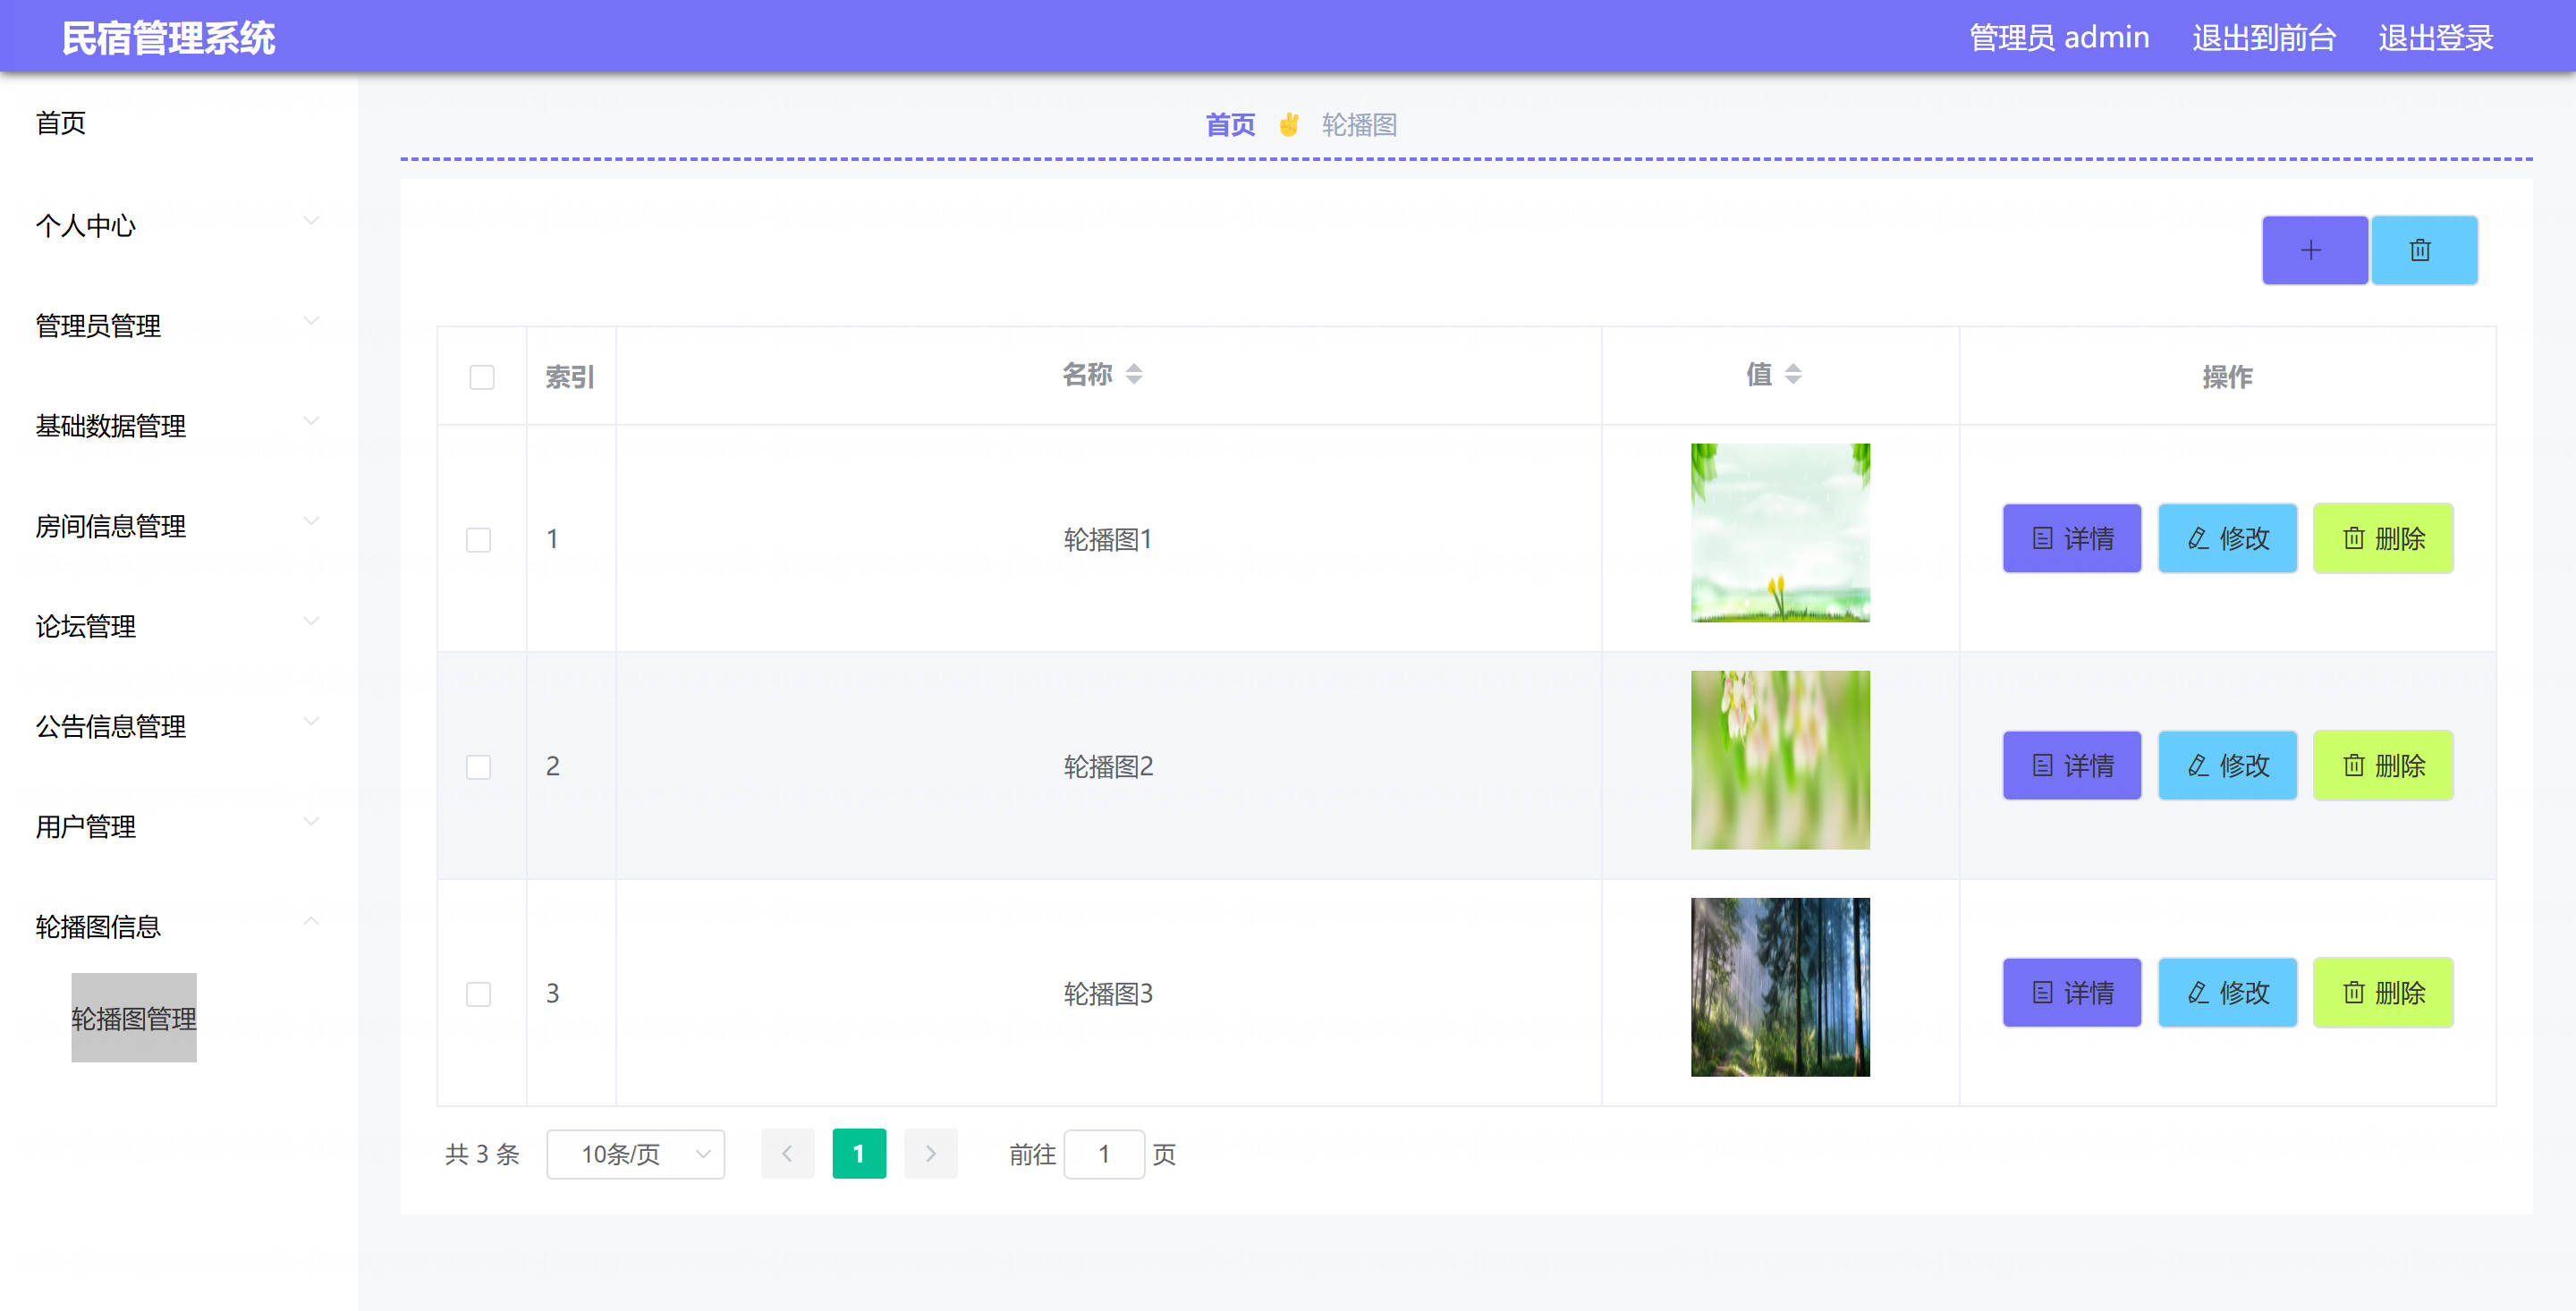 民宿管理系统
管理员 admin 退出到前台 退出登录
首页
个人中心
管理员管理
基础数据管理
房间信息管理
论坛管理
公告信息管理
用户管理
轮播图信息
轮播图管理
首页 ✌ 轮播图
索引 名称 值 操作
1 轮播图1 详情 修改 删除
2 轮播图2 详情 修改 删除
3 轮播图3 详情 修改 删除
共 3 条 10条/页 1 前往 1 页